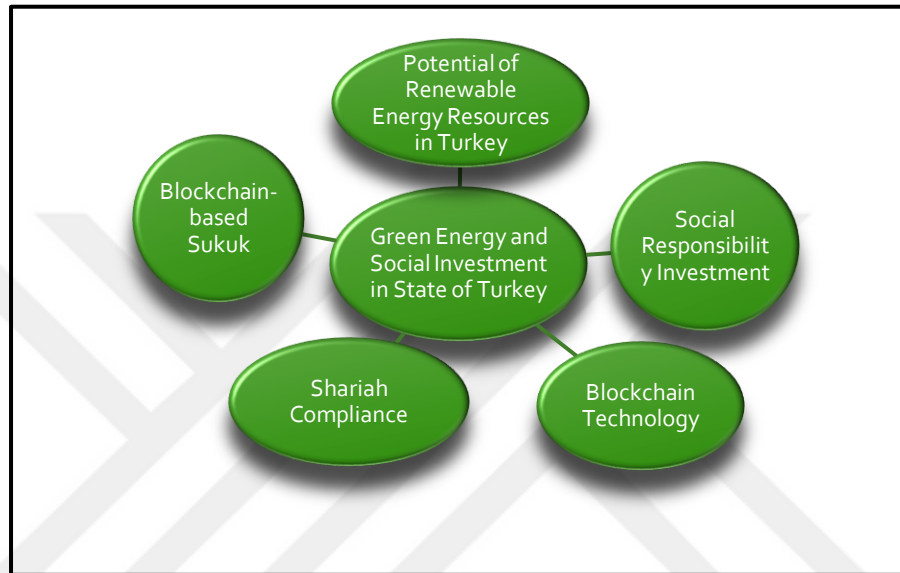 Potential of
Renewable
Energy Resources
in Turkey
Blockchain-
based
Sukuk
Green Energy and
Social Investment
in State of Turkey
Social
Responsibilit
y Investment
Shariah
Compliance
Blockchain
Technology